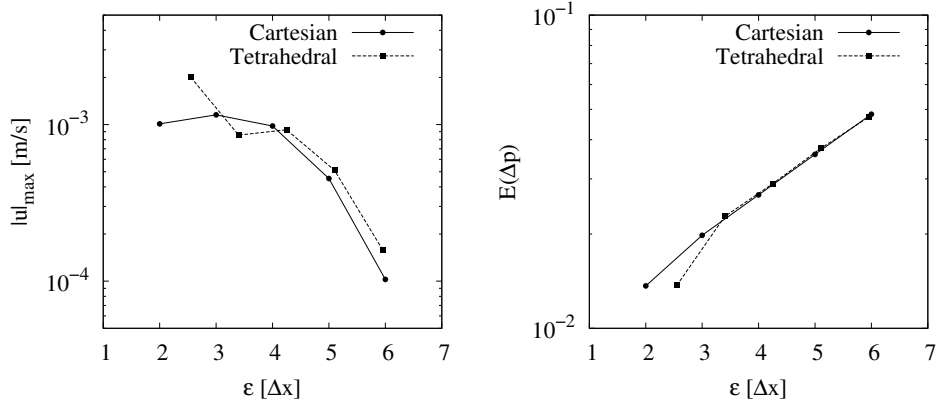 Cartesian
Tetrahedral
10⁻³
10⁻⁴
|u|max [m/s]
1 2 3 4 5 6 7
ε [Δx]
10⁻¹
Cartesian
Tetrahedral
E(Δp)
10⁻²
1 2 3 4 5 6 7
ε [Δx]